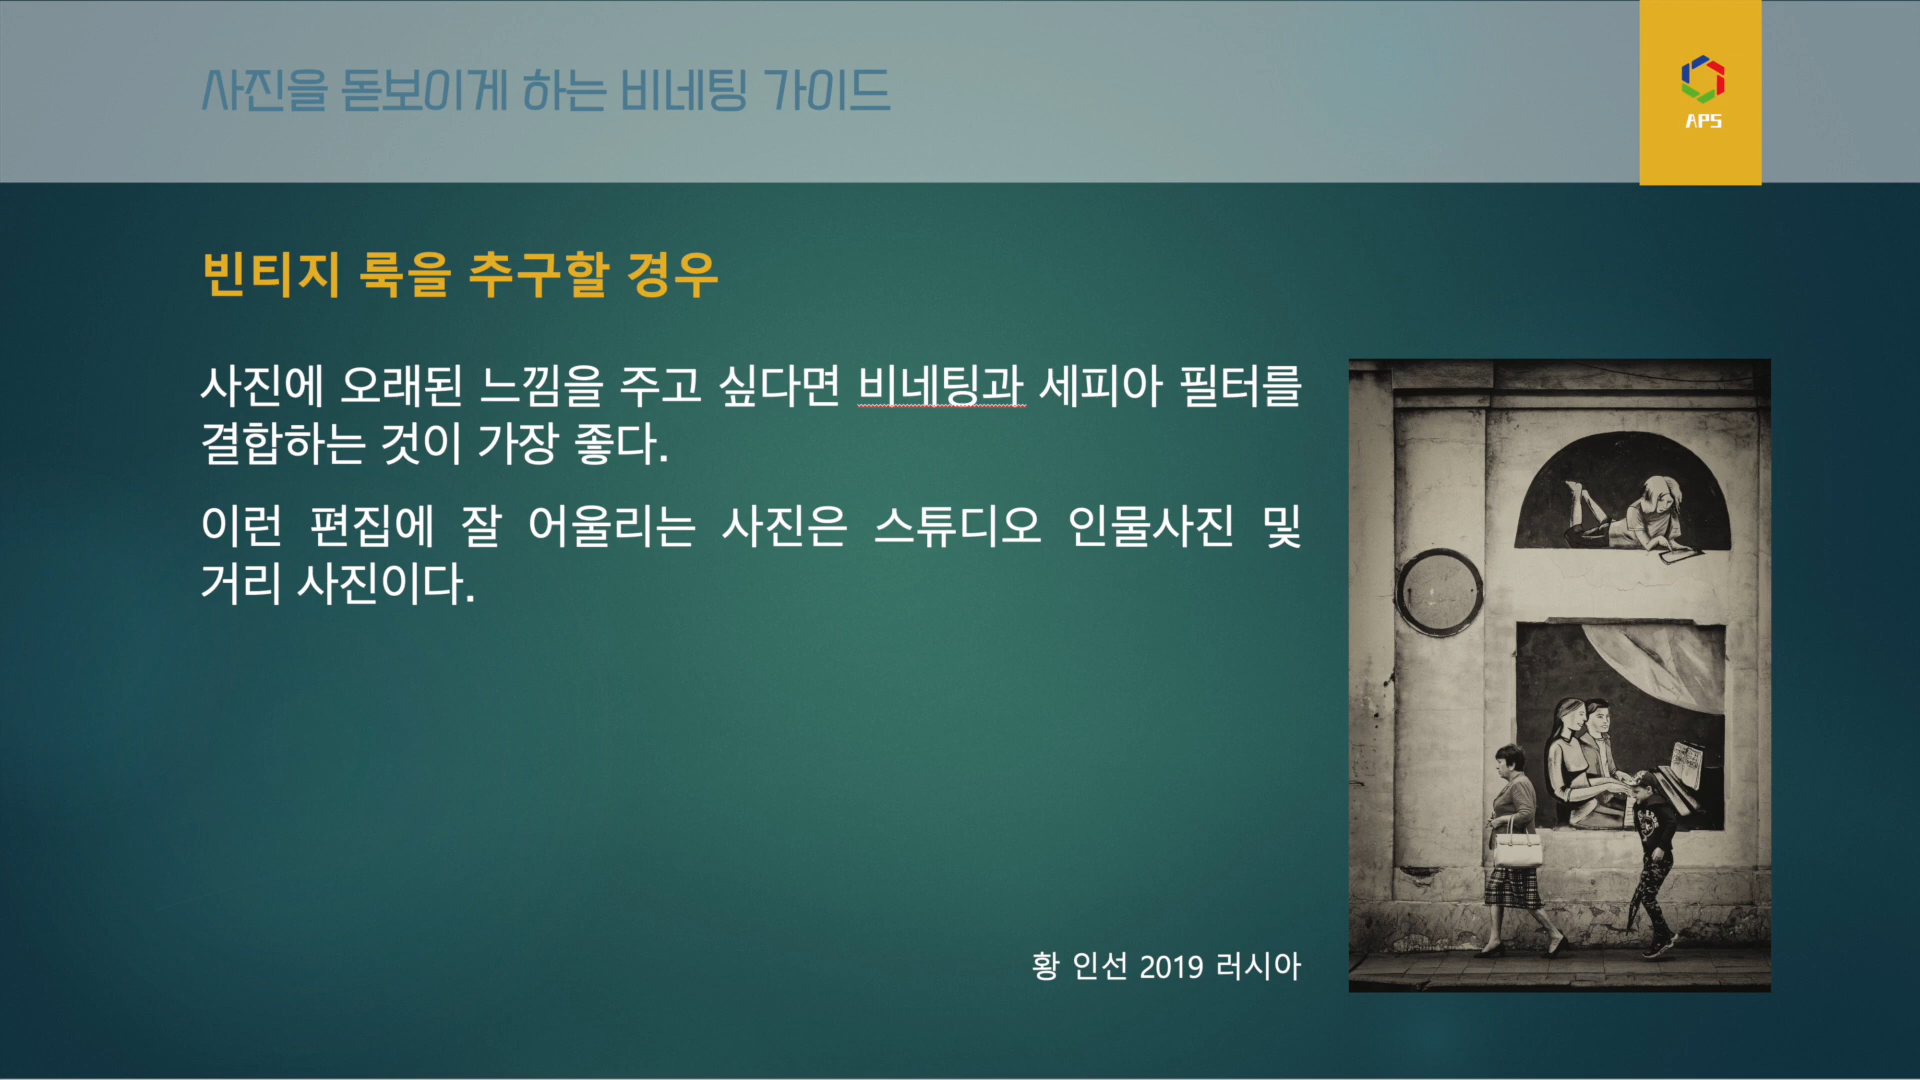 사진을 돋보이게 하는 비네팅 가이드
APS
빈티지 룩을 추구할 경우
사진에 오래된 느낌을 주고 싶다면 비네팅과 세피아 필터를
결합하는 것이 가장 좋다.
이런 편집에 잘 어울리는 사진은 스튜디오 인물사진 및
거리 사진이다.
황 인선 2019 러시아